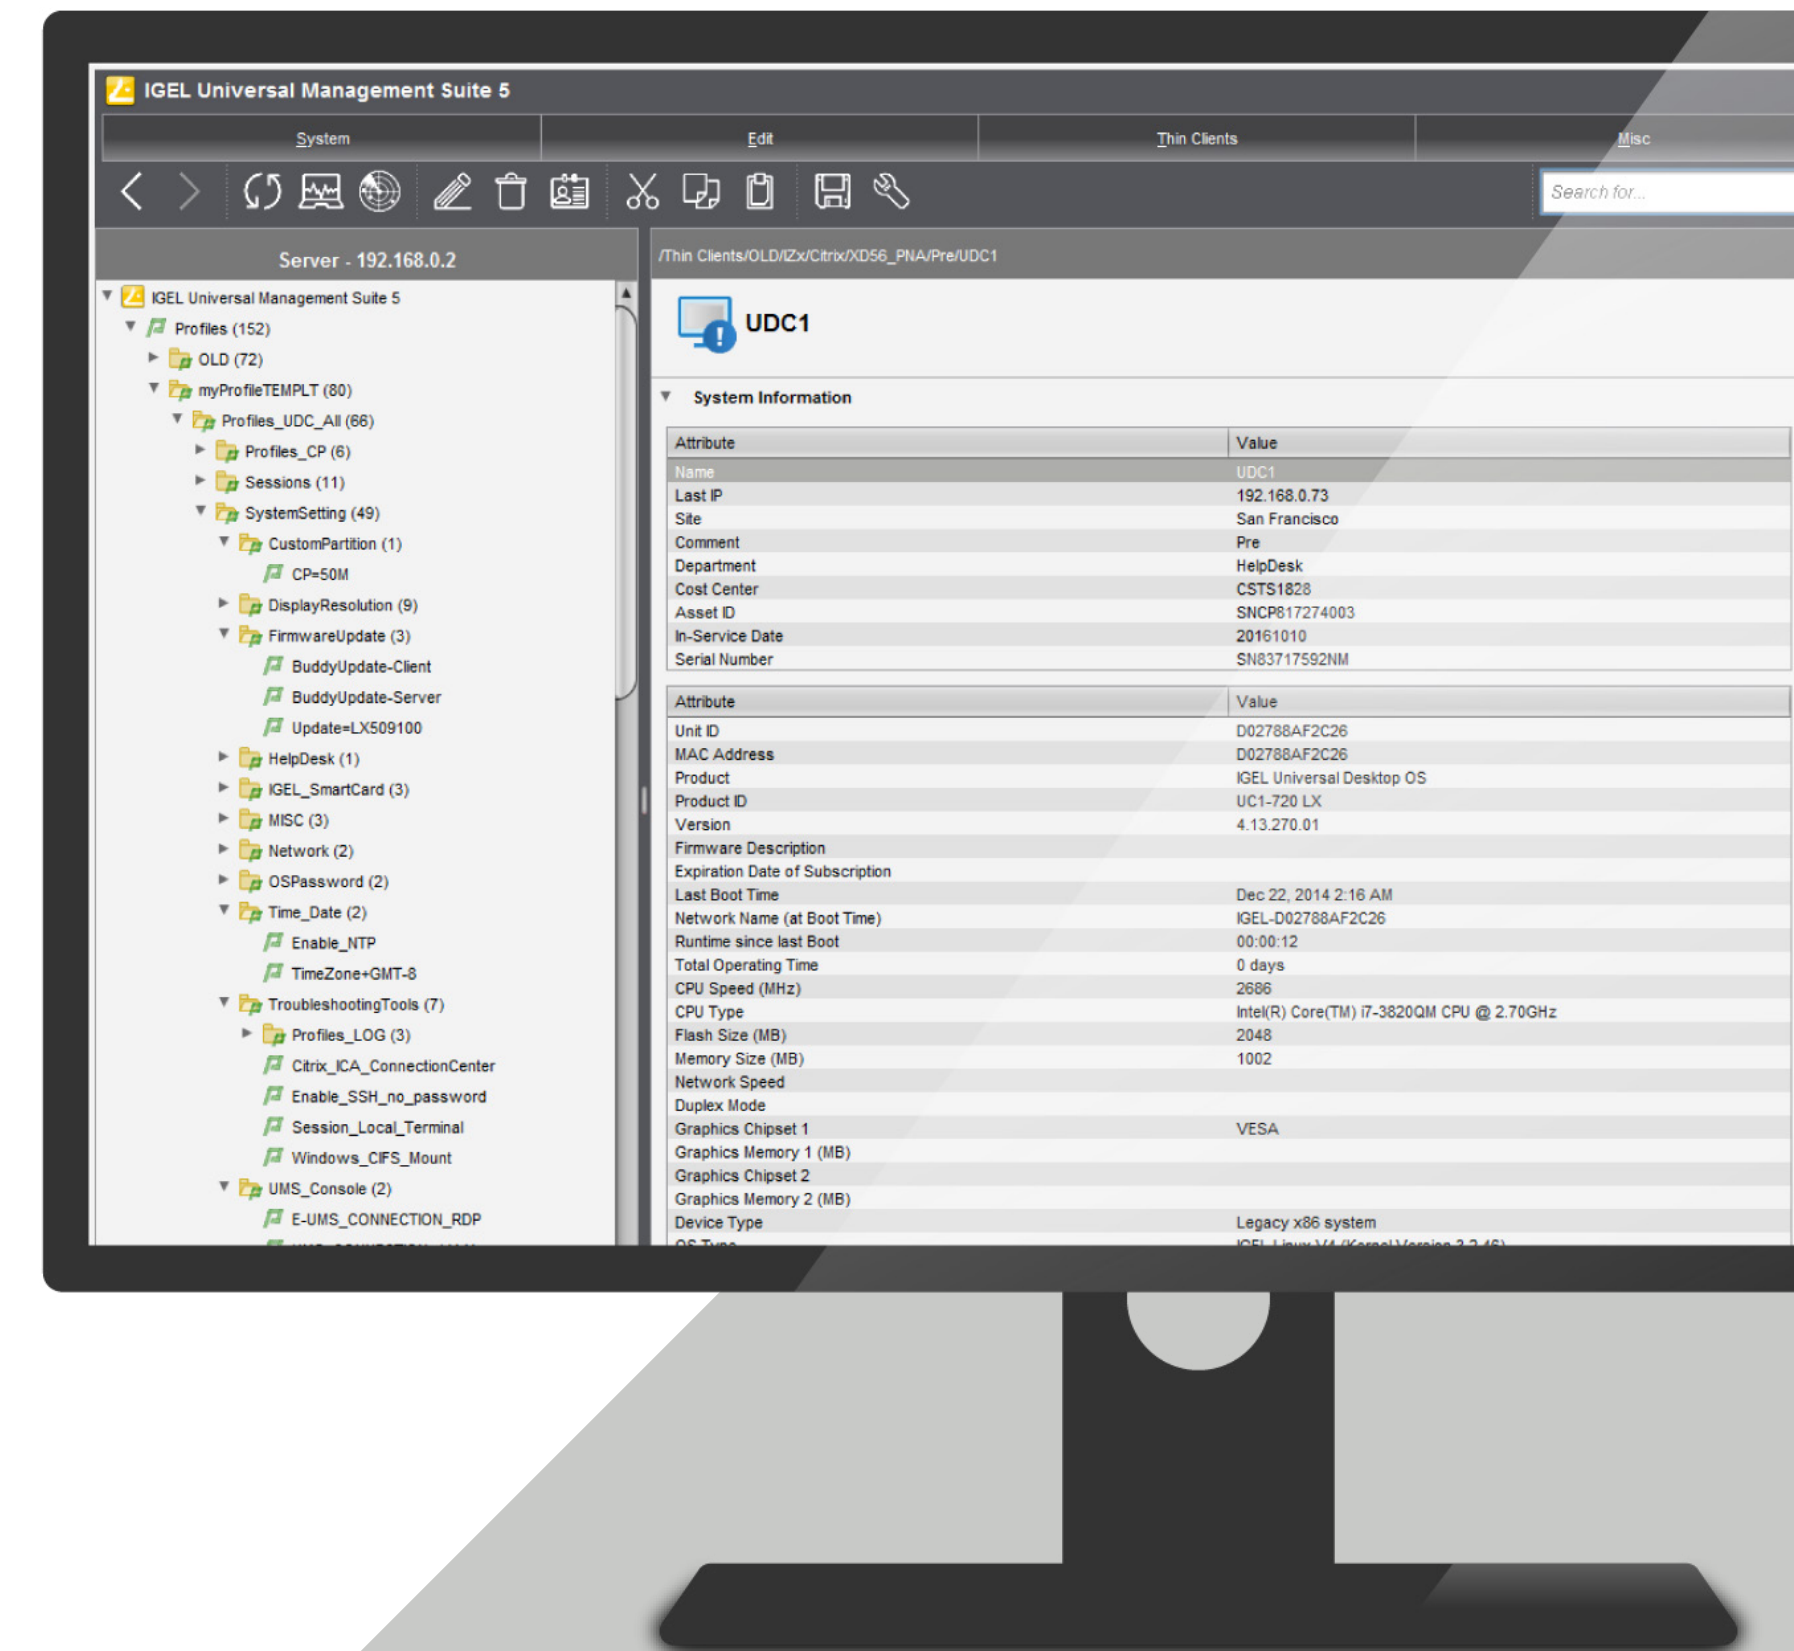 IGEL Universal Management Suite 5
System Edit Thin Clients Misc
Search for...
Server - 192.168.0.2
IGEL Universal Management Suite 5
Profiles (152)
OLD (72)
myProfileTEMPLT (80)
Profiles_UDC_All (66)
Profiles_CP (6)
Sessions (11)
SystemSetting (49)
CustomPartition (1)
CP=50M
DisplayResolution (9)
FirmwareUpdate (3)
BuddyUpdate-Client
BuddyUpdate-Server
Update=LX509100
HelpDesk (1)
IGEL_SmartCard (3)
MISC (3)
Network (2)
OSPassword (2)
Time_Date (2)
Enable_NTP
TimeZone+GMT-8
TroubleshootingTools (7)
Profiles_LOG (3)
Citrix_ICA_ConnectionCenter
Enable_SSH_no_password
Session_Local_Terminal
Windows_CIFS_Mount
UMS_Console (2)
E-UMS_CONNECTION_RDP
/Thin Clients/OLD/IZx/Citrix/XD56_PNA/Pre/UDC1
UDC1
System Information
Attribute Value
Name UDC1
Last IP 192.168.0.73
Site San Francisco
Comment Pre
Department HelpDesk
Cost Center CSTS1828
Asset ID SNCP817274003
In-Service Date 20161010
Serial Number SN83717592NM
Attribute Value
Unit ID D02788AF2C26
MAC Address D02788AF2C26
Product IGEL Universal Desktop OS
Product ID UC1-720 LX
Version 4.13.270.01
Firmware Description
Expiration Date of Subscription
Last Boot Time Dec 22, 2014 2:16 AM
Network Name (at Boot Time) IGEL-D02788AF2C26
Runtime since last Boot 00:00:12
Total Operating Time 0 days
CPU Speed (MHz) 2686
CPU Type Intel(R) Core(TM) i7-3820QM CPU @ 2.70GHz
Flash Size (MB) 2048
Memory Size (MB) 1002
Network Speed
Duplex Mode
Graphics Chipset 1 VESA
Graphics Memory 1 (MB)
Graphics Chipset 2
Graphics Memory 2 (MB)
Device Type Legacy x86 system
OS Type IGEL Linux V4 (Kernel Version 3.2.46)